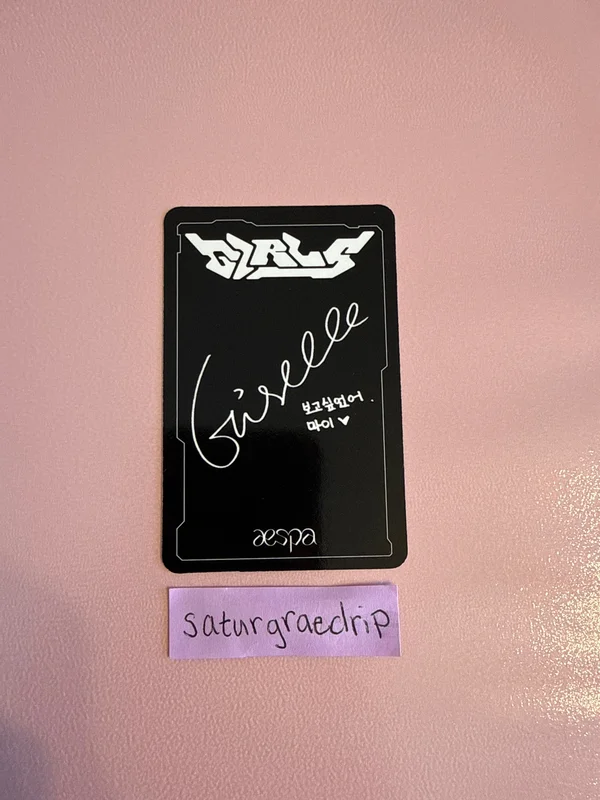 GIRLS
Giselle
보고싶었어.
마이 ♥
aespa
saturgraedrip